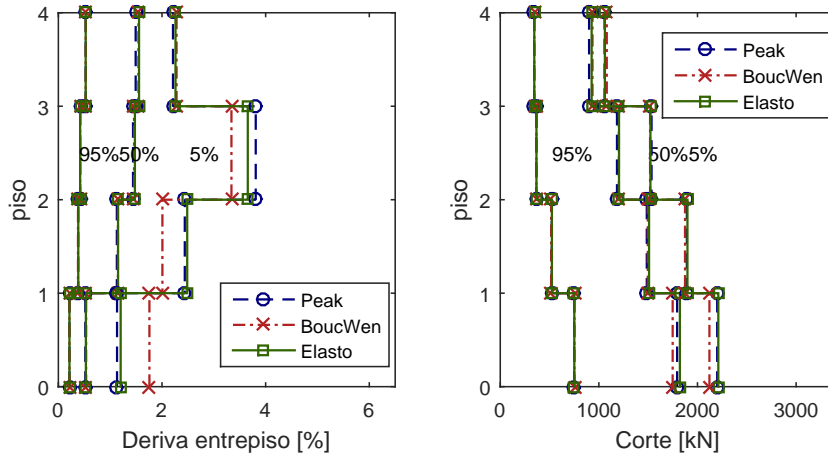 4
3
2
1
0
piso
95%50%
5%
Peak
BoucWen
Elasto
0
2
4
6
Deriva entrepiso [%]
4
3
2
1
0
piso
95%
50%5%
Peak
BoucWen
Elasto
0
1000
2000
3000
Corte [kN]